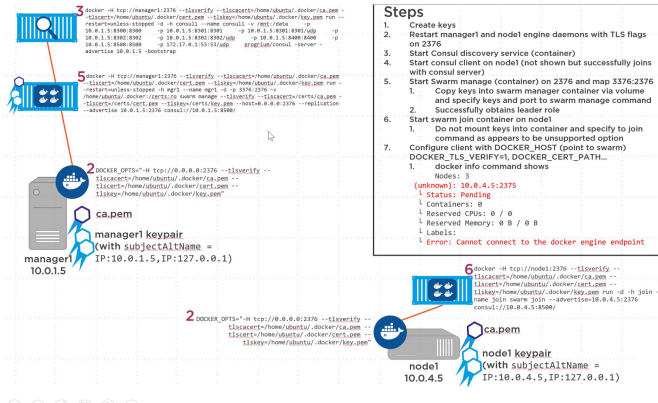 3 docker -H tcp://manager1:2376 --tlsverify --tlscacert=/home/ubuntu/.docker/ca.pem -
-tlscert=/home/ubuntu/.docker/cert.pem --tlskey=/home/ubuntu/.docker/key.pem run --
restart=unless-stopped -d -h consul1 --name consul -v /mnt:/data -p
10.0.1.5:8300:8300 -p 10.0.1.5:8301:8301 -p 10.0.1.5:8301:8301/udp -p
10.0.1.5:8302:8302 -p 10.0.1.5:8302:8302/udp -p 10.0.1.5:8400:8400 -p
10.0.1.5:8500:8500 -p 172.17.0.1:53:53/udp progrium/consul -server -
advertise 10.0.1.5 -bootstrap
5 docker -H tcp://manager1:2376 --tlsverify --tlscacert=/home/ubuntu/.docker/ca.pem -
-tlscert=/home/ubuntu/.docker/cert.pem --tlskey=/home/ubuntu/.docker/key.pem run --
restart=unless-stopped -h mgr1 --name mgr1 -d -p 3376:2376 -v
/home/ubuntu/.docker:/certs:ro swarm manage --tlsverify --tlscacert=/certs/ca.pem -
-tlscert=/certs/cert.pem --tlskey=/certs/key.pem --host=0.0.0.0:2376 --replication
--advertise 10.0.1.5:2376 consul://10.0.1.5:8500/
2 DOCKER_OPTS="-H tcp://0.0.0.0:2376 --tlsverify --
tlscacert=/home/ubuntu/.docker/ca.pem --
tlscert=/home/ubuntu/.docker/cert.pem --
tlskey=/home/ubuntu/.docker/key.pem"
ca.pem
manager1 keypair
(with subjectAltName =
IP:10.0.1.5,IP:127.0.0.1)
manager1
10.0.1.5
Steps
1. Create keys
2. Restart manager1 and node1 engine daemons with TLS flags
on 2376
3. Start Consul discovery service (container)
4. Start consul client on node1 (not shown but successfully joins
with consul server)
5. Start Swarm manage (container) on 2376 and map 3376:2376
1. Copy keys into swarm manager container via volume
and specify keys and port to swarm manage command
2. Successfully obtains leader role
6. Start swarm join container on node1
1. Do not mount keys into container and specify to join
command as appears to be unsupported option
7. Configure client with DOCKER_HOST (point to swarm)
DOCKER_TLS_VERIFY=1, DOCKER_CERT_PATH...
1. docker info command shows
Nodes: 3
(unknown): 10.0.4.5:2375
└ Status: Pending
└ Containers: 0
└ Reserved CPUs: 0 / 0
└ Reserved Memory: 0 B / 0 B
└ Labels:
└ Error: Cannot connect to the docker engine endpoint
6 docker -H tcp://node1:2376 --tlsverify --
tlscacert=/home/ubuntu/.docker/ca.pem --
tlscert=/home/ubuntu/.docker/cert.pem --
tlskey=/home/ubuntu/.docker/key.pem run -d -h join --
name join swarm join --advertise=10.0.4.5:2376
consul://10.0.4.5:8500/
2 DOCKER_OPTS="-H tcp://0.0.0.0:2376 --tlsverify --
tlscacert=/home/ubuntu/.docker/ca.pem --
tlscert=/home/ubuntu/.docker/cert.pem --
tlskey=/home/ubuntu/.docker/key.pem"
ca.pem
node1 keypair
(with subjectAltName =
IP:10.0.4.5,IP:127.0.0.1)
node1
10.0.4.5